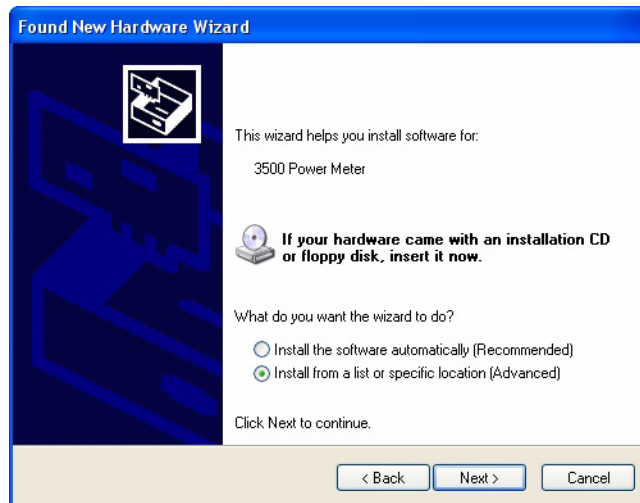 Found New Hardware Wizard
This wizard helps you install software for:
3500 Power Meter
If your hardware came with an installation CD
or floppy disk, insert it now.
What do you want the wizard to do?
Install the software automatically (Recommended)
Install from a list or specific location (Advanced)
Click Next to continue.
< Back Next > Cancel